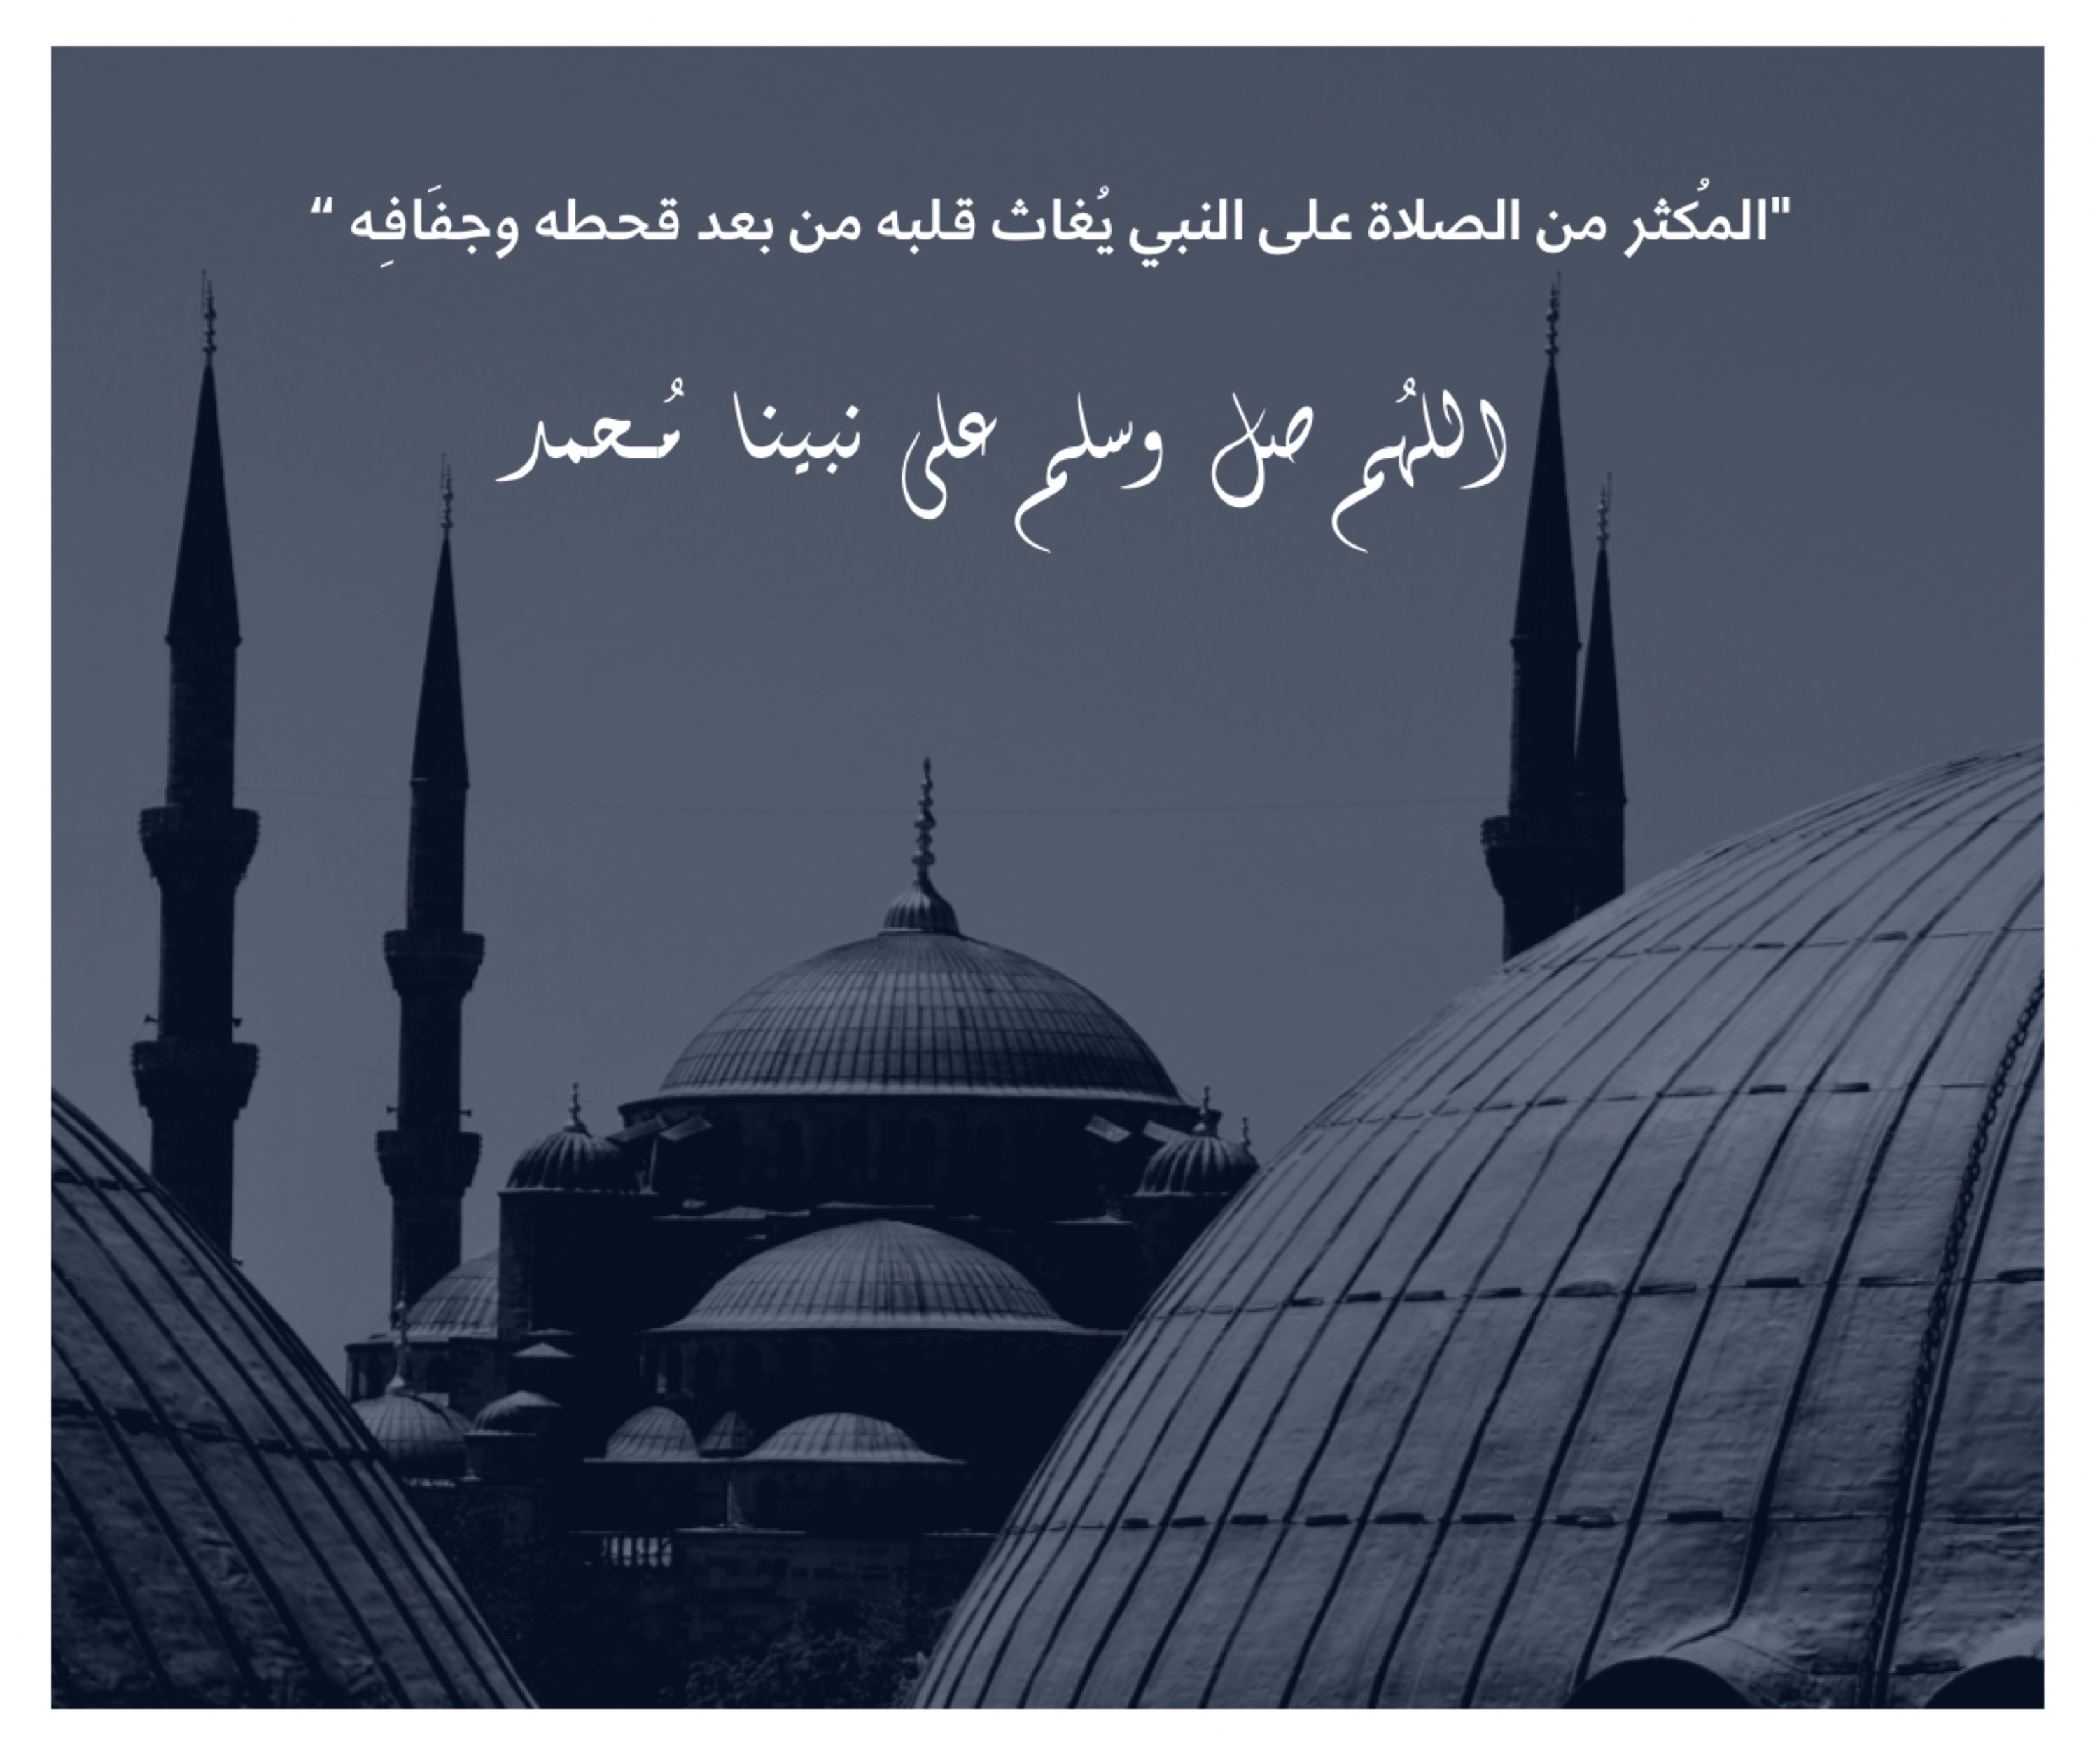 "المُكثر من الصلاة على النبي يُغاث قلبه من بعد قحطه وجفَافِه “
اللهُم صل وسلم على نبينا مُحمد